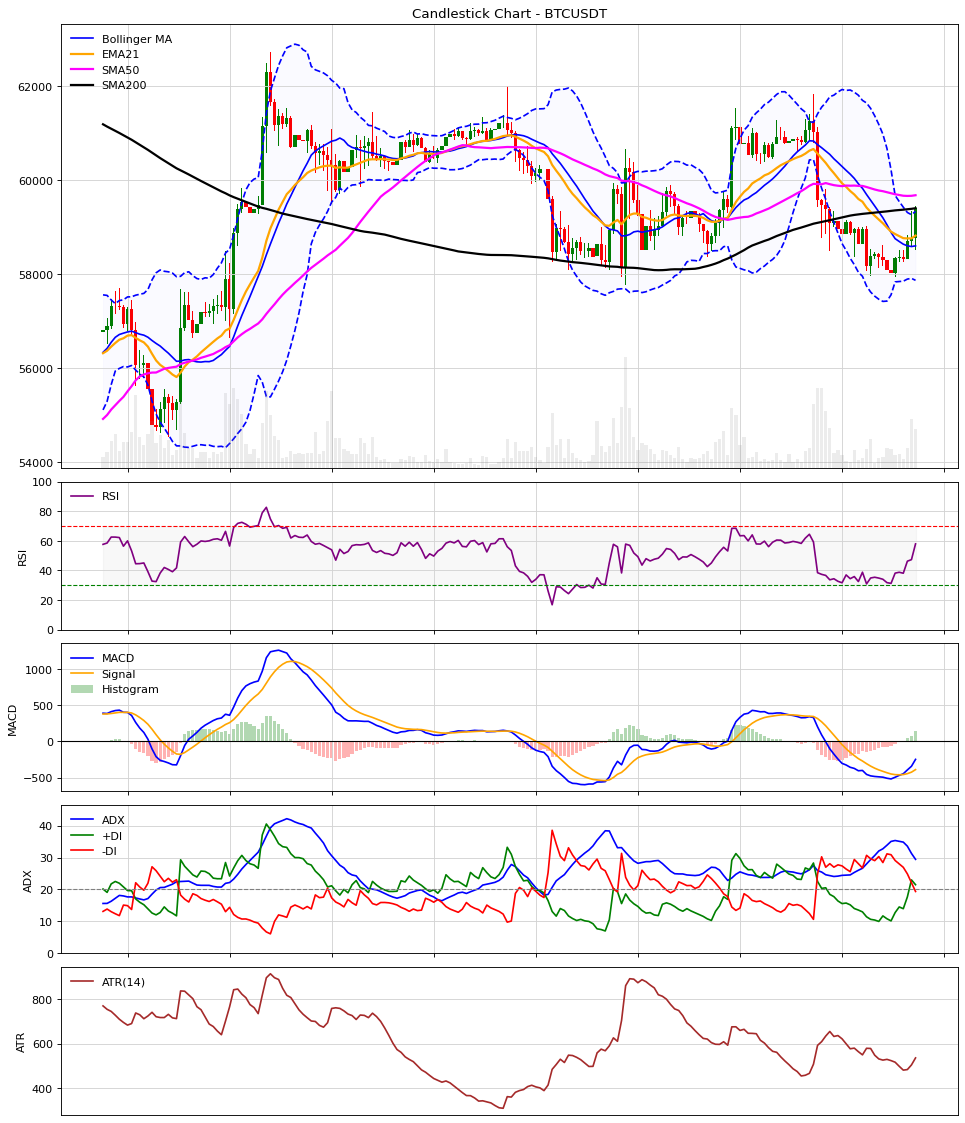 Candlestick Chart - BTCUSDT
Bollinger MA
EMA21
SMA50
SMA200
62000
60000
58000
56000
54000
RSI
100
80
60
40
20
0
RSI
MACD
Signal
Histogram
1000
500
0
−500
MACD
ADX
+DI
-DI
40
30
20
10
0
ADX
ATR(14)
800
600
400
ATR